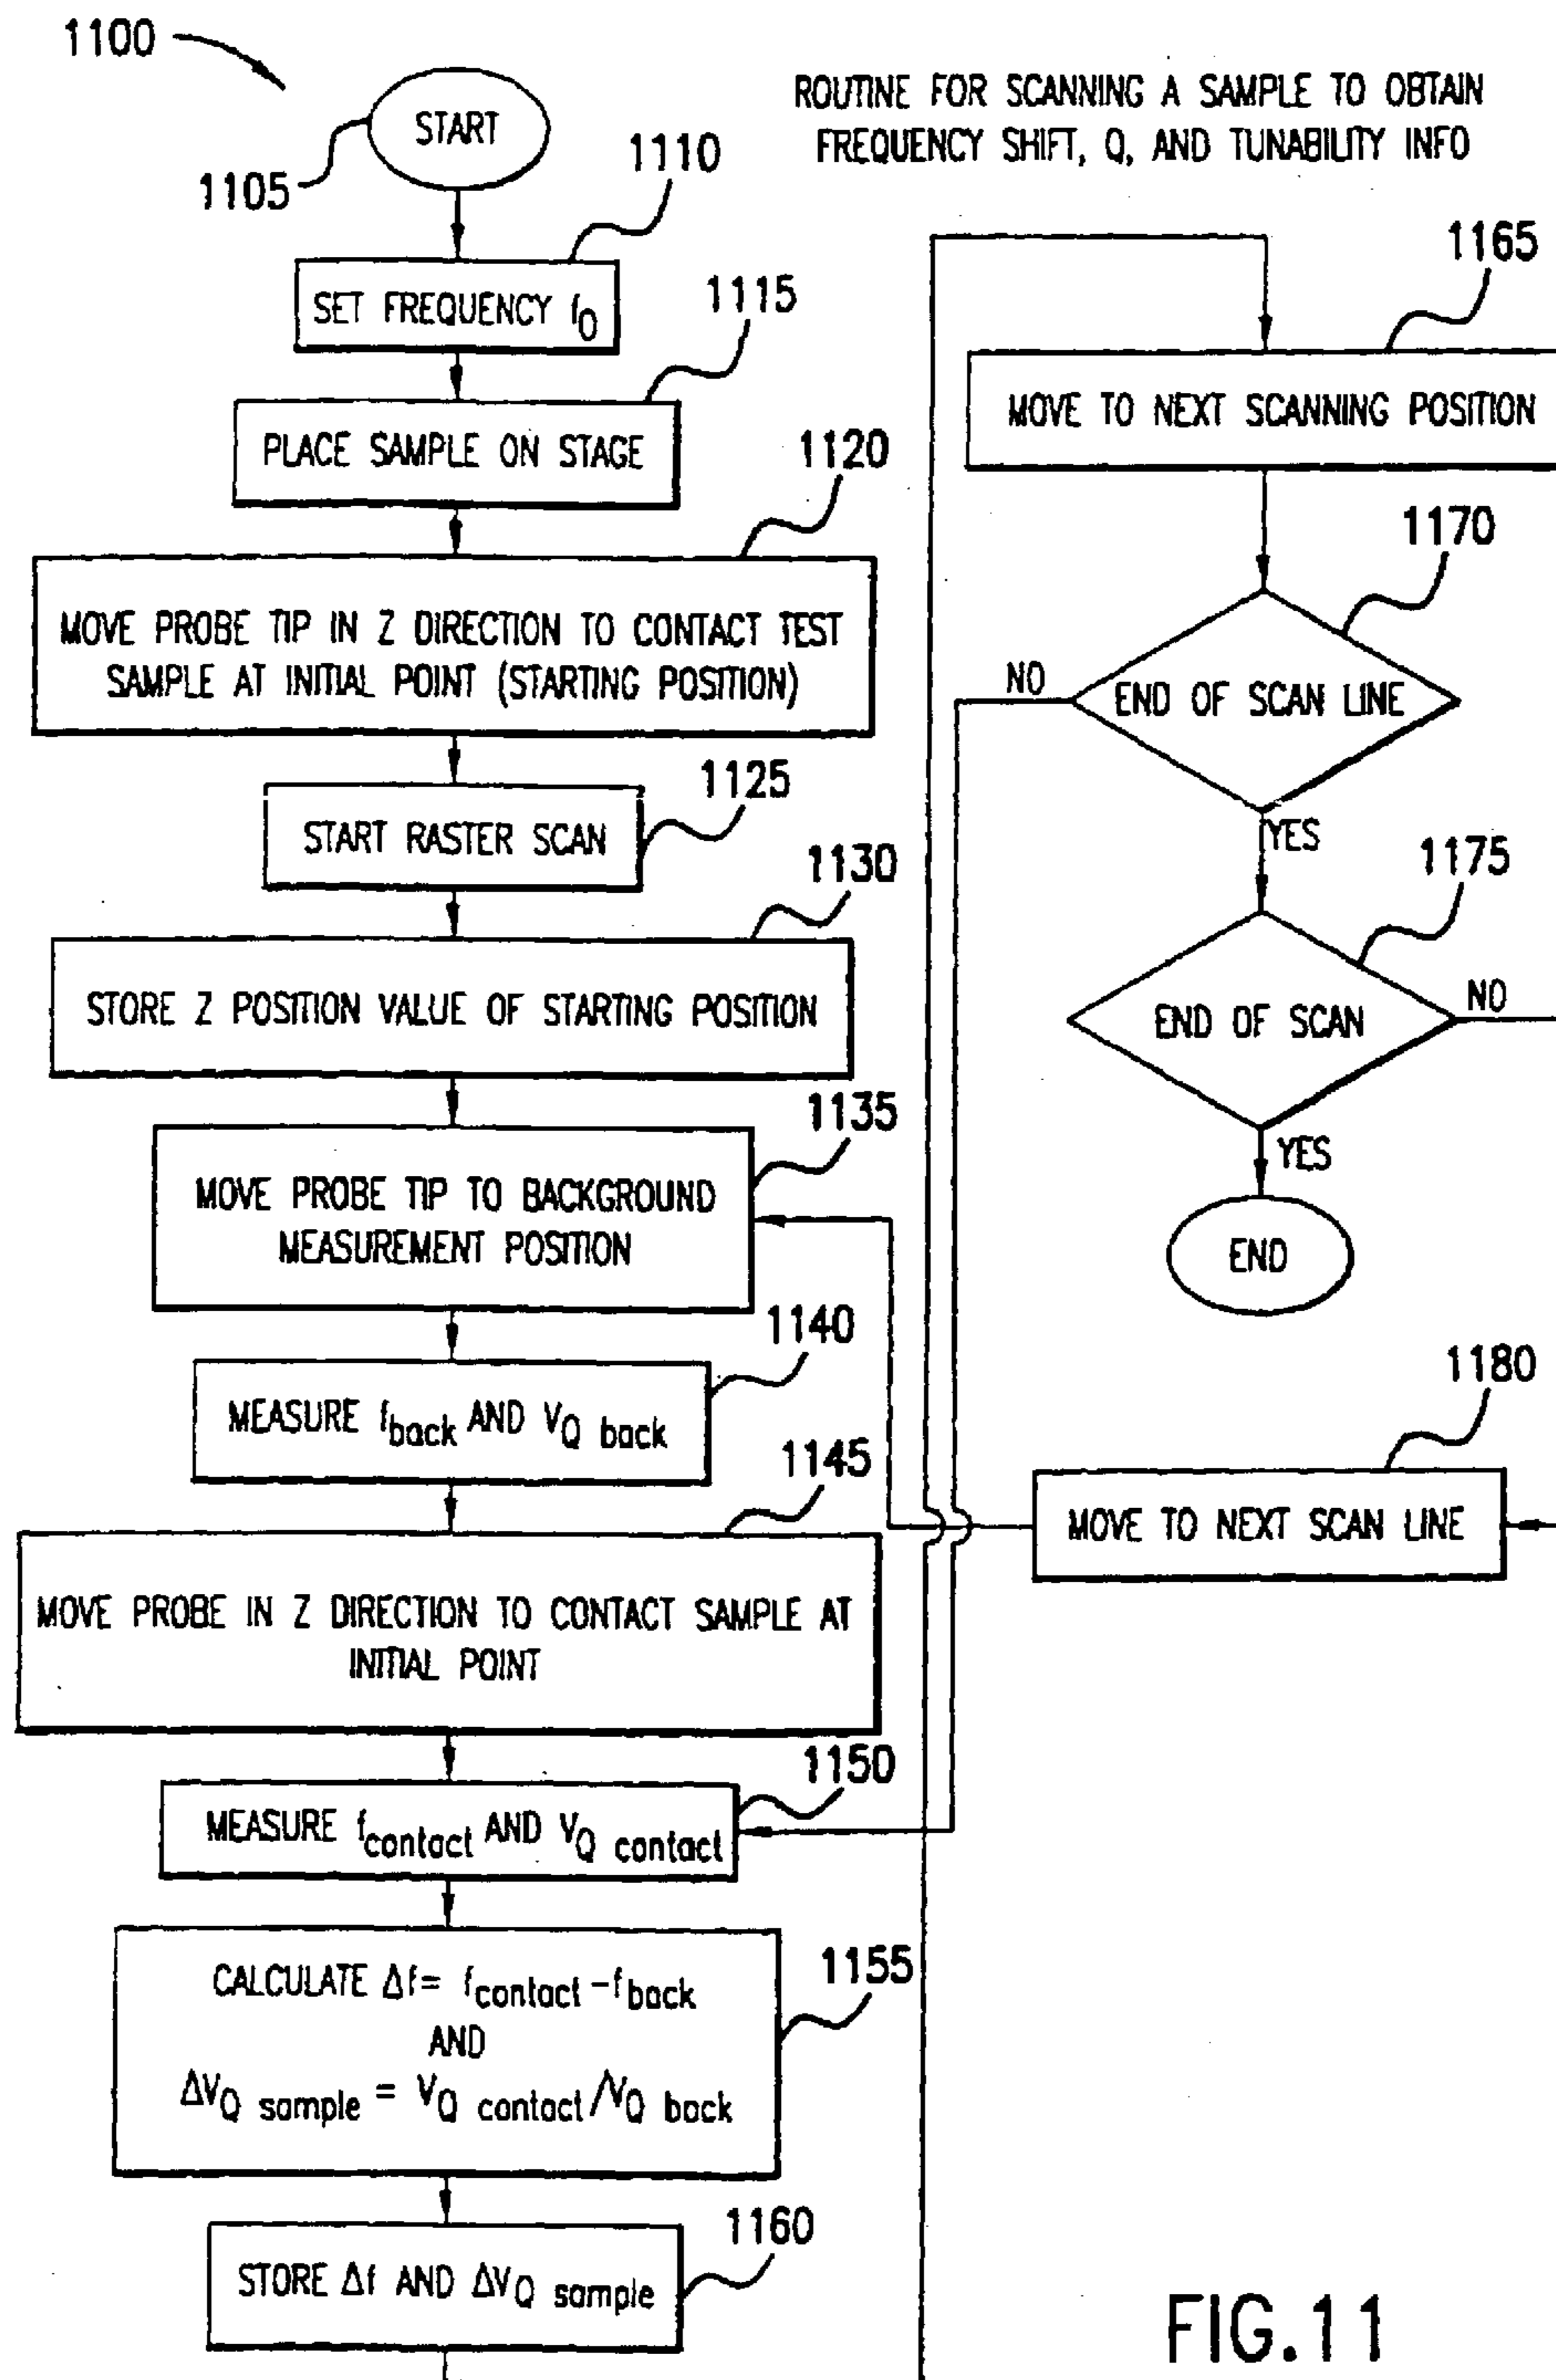 1100
START
1105
ROUTINE FOR SCANNING A SAMPLE TO OBTAIN
FREQUENCY SHIFT, Q, AND TUNABILITY INFO
1110
SET FREQUENCY f0
1115
PLACE SAMPLE ON STAGE
1120
MOVE PROBE TIP IN Z DIRECTION TO CONTACT TEST
SAMPLE AT INITIAL POINT (STARTING POSITION)
1125
START RASTER SCAN
1130
STORE Z POSITION VALUE OF STARTING POSITION
1135
MOVE PROBE TIP TO BACKGROUND
MEASUREMENT POSITION
1140
MEASURE fback AND VQ back
1145
MOVE PROBE IN Z DIRECTION TO CONTACT SAMPLE AT
INITIAL POINT
1150
MEASURE fcontact AND VQ contact
1155
CALCULATE Δf= fcontact -fback
AND
ΔVQ sample = VQ contact/VQ back
1160
STORE Δf AND ΔVQ sample
1165
MOVE TO NEXT SCANNING POSITION
1170
END OF SCAN LINE
NO
YES
1175
END OF SCAN
NO
YES
END
1180
MOVE TO NEXT SCAN LINE
FIG.11